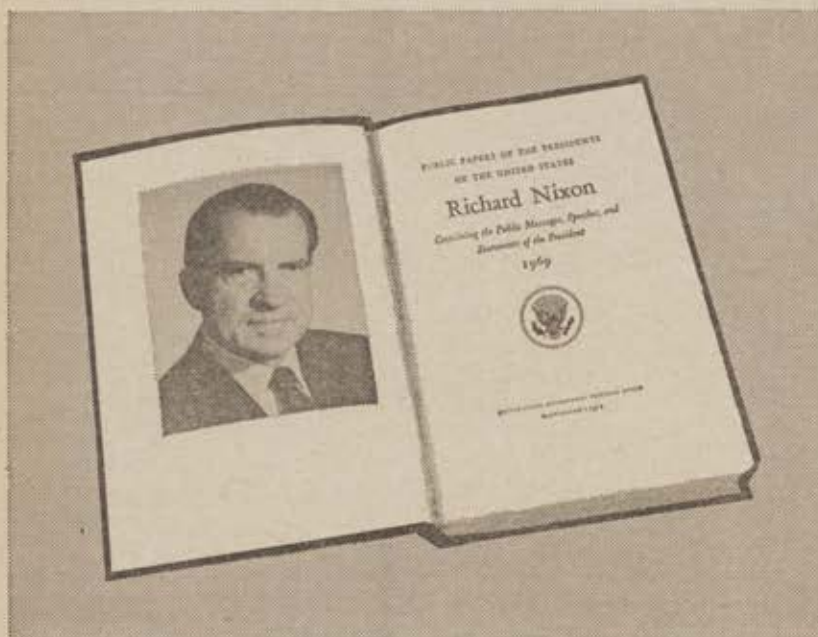 PUBLIC PAPERS OF THE PRESIDENTS
OF THE UNITED STATES
Richard Nixon
Containing the Public Messages, Speeches, and
Statements of the President
1969